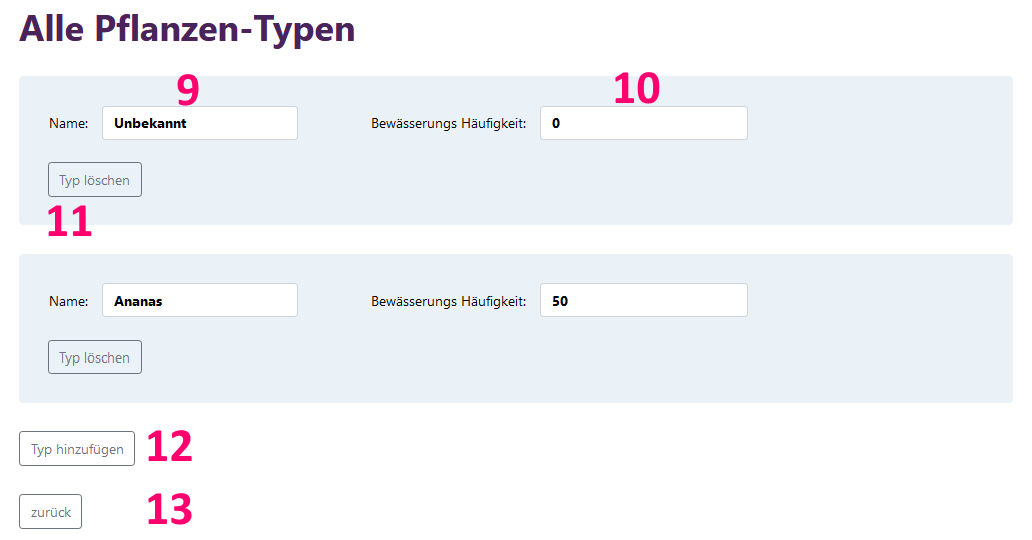 Alle Pflanzen-Typen
9 10
Name: Unbekannt Bewässerungs Häufigkeit: 0
Typ löschen
11
Name: Ananas Bewässerungs Häufigkeit: 50
Typ löschen
Typ hinzufügen 12
zurück 13